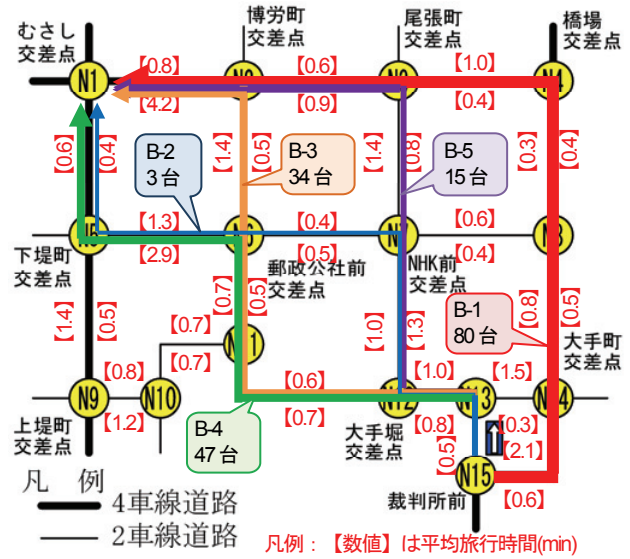 むさし
交差点
博労町
交差点
尾張町
交差点
橋場
交差点
N1
【0.8】
【0.6】
【1.0】
N4
【4.2】
【0.9】
【0.4】
【0.6】
【0.4】
B-2
3台
【1.4】
【0.5】
B-3
34台
【1.4】
【0.8】
B-5
15台
【0.3】
【0.4】
【1.3】
【0.4】
【0.6】
【2.9】
【0.5】
【0.4】
下堤町
交差点
郵政公社前
交差点
NHK前
交差点
【1.4】
【0.5】
【0.7】
【0.5】
【1.0】
【1.3】
【0.8】
【0.5】
B-1
80台
大手町
交差点
【0.7】
【0.7】
【0.8】
【0.6】
【1.0】
【1.5】
N9
N10
【1.2】
【0.7】
【0.8】
【0.3】
上堤町
交差点
B-4
47台
大手堀
交差点
【0.5】
【2.1】
N15
【0.6】
裁判所前
凡 例
4車線道路
2車線道路
凡例：【数値】は平均旅行時間(min)